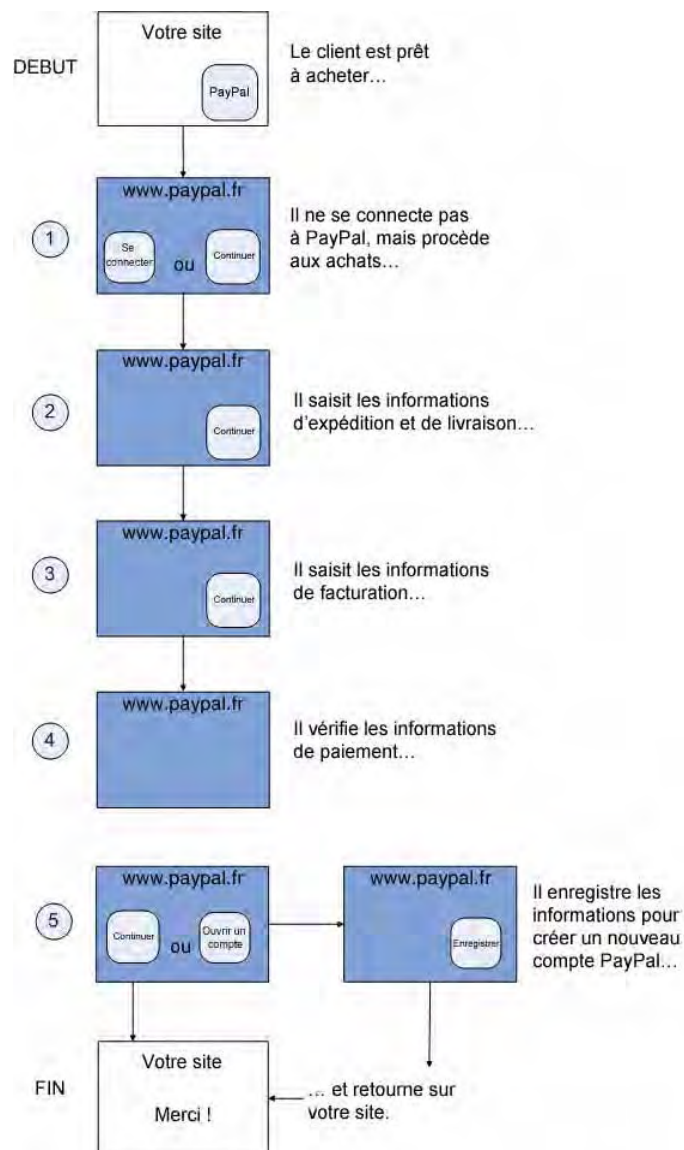 Votre site
DEBUT
PayPal
Le client est prêt
à acheter...
www.paypal.fr
1
Se
connecter
ou
Continuer
Il ne se connecte pas
à PayPal, mais procède
aux achats...
www.paypal.fr
2
Continuer
Il saisit les informations
d'expédition et de livraison...
www.paypal.fr
3
Continuer
Il saisit les informations
de facturation...
www.paypal.fr
4
Il vérifie les informations
de paiement...
www.paypal.fr
5
Continuer
ou
Ouvrir un
compte
www.paypal.fr
Enregistrer
Il enregistre les
informations pour
créer un nouveau
compte PayPal...
FIN
Votre site
Merci !
... et retourne sur
votre site.